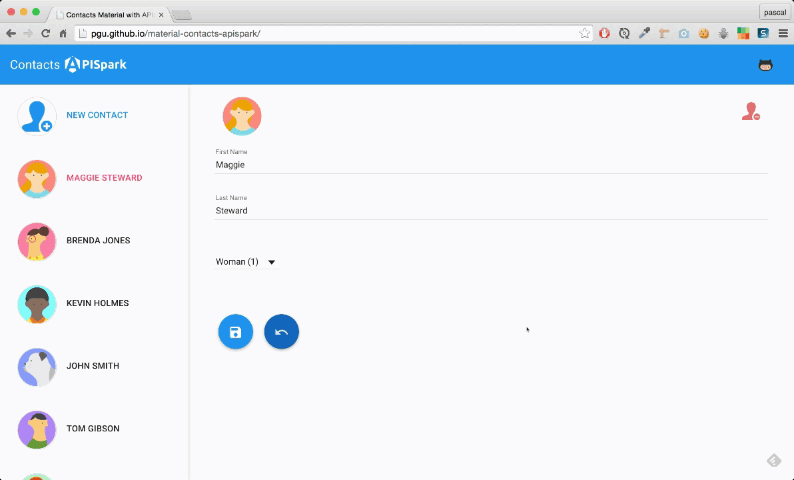 Contacts Material with APIS
pascal
pgu.github.io/material-contacts-apispark/
Contacts APISpark
NEW CONTACT
MAGGIE STEWARD
BRENDA JONES
KEVIN HOLMES
JOHN SMITH
TOM GIBSON
First Name
Maggie
Last Name
Steward
Woman (1)